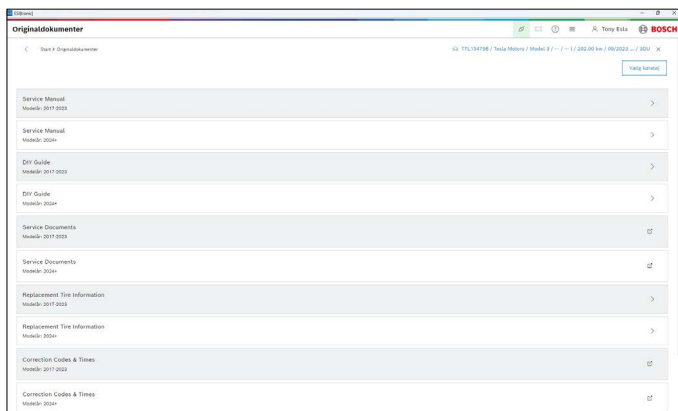 ESI[tronic]
Originaldokumenter
Tony Esla
BOSCH
Start > Originaldokumenter
TTL134798 / Tesla Motors / Model 3 / -- / -- l / 202.00 kw / 09/2023 ... / 3DU
Vælg køretøj
Service Manual
Modelår: 2017-2023
Service Manual
Modelår: 2024+
DIY Guide
Modelår: 2017-2023
DIY Guide
Modelår: 2024+
Service Documents
Modelår: 2017-2023
Service Documents
Modelår: 2024+
Replacement Tire Information
Modelår: 2017-2023
Replacement Tire Information
Modelår: 2024+
Correction Codes & Times
Modelår: 2017-2023
Correction Codes & Times
Modelår: 2024+